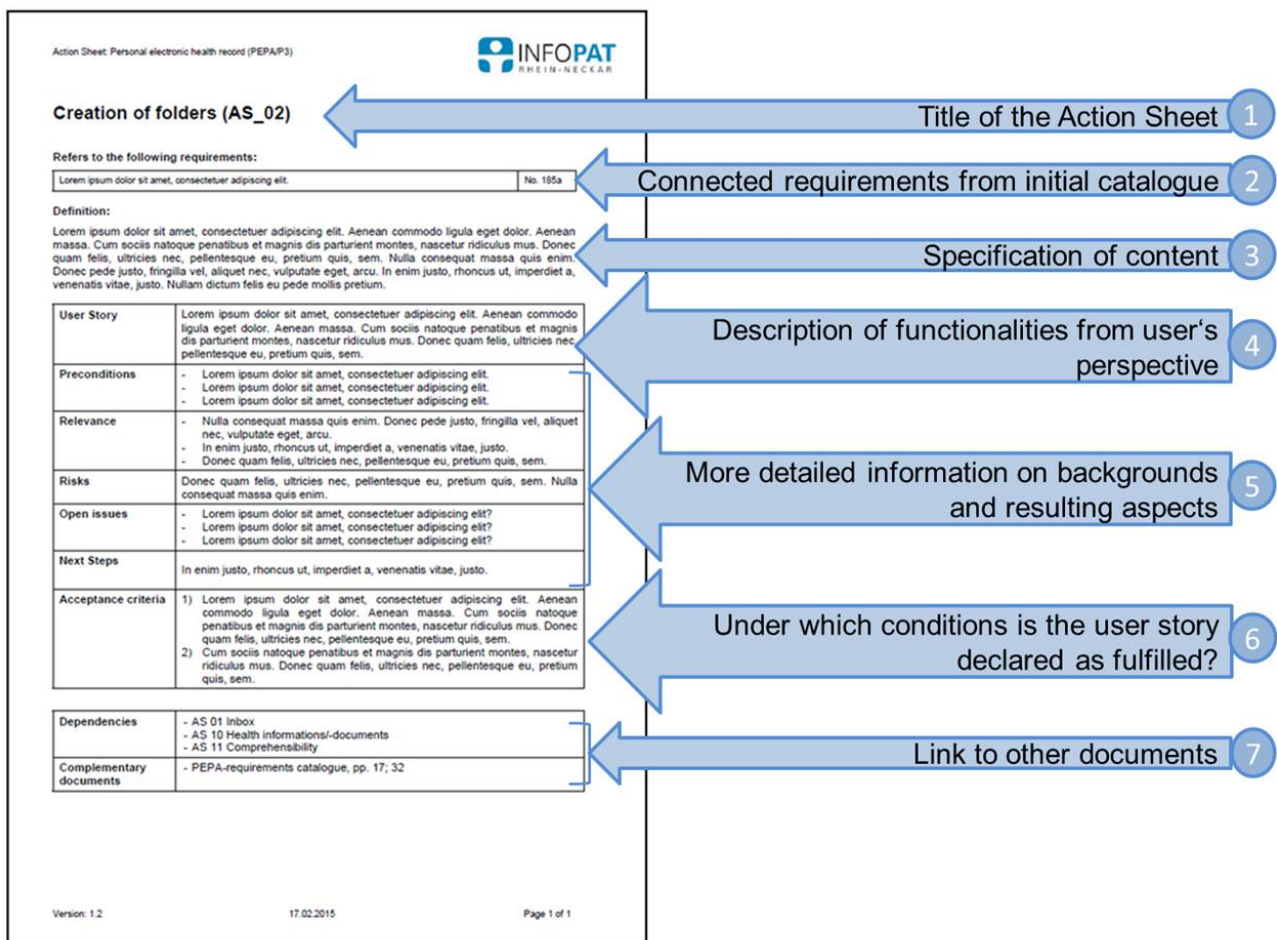 Action Sheet: Personal electronic health record (PEPA/P3)
INFOPAT
RHEIN-NECKAR
Creation of folders (AS_02)
Title of the Action Sheet 1
Refers to the following requirements:
Lorem ipsum dolor sit amet, consectetuer adipiscing elit. No. 185a
Connected requirements from initial catalogue 2
Definition:
Lorem ipsum dolor sit amet, consectetuer adipiscing elit. Aenean commodo ligula eget dolor. Aenean
massa. Cum sociis natoque penatibus et magnis dis parturient montes, nascetur ridiculus mus. Donec
quam felis, ultricies nec, pellentesque eu, pretium quis, sem. Nulla consequat massa quis enim.
Donec pede justo, fringilla vel, aliquet nec, vulputate eget, arcu. In enim justo, rhoncus ut, imperdiet a,
venenatis vitae, justo. Nullam dictum felis eu pede mollis pretium.
Specification of content 3
User Story
Lorem ipsum dolor sit amet, consectetuer adipiscing elit. Aenean commodo
ligula eget dolor. Aenean massa. Cum sociis natoque penatibus et magnis
dis parturient montes, nascetur ridiculus mus. Donec quam felis, ultricies nec,
pellentesque eu, pretium quis, sem.
Description of functionalities from user‘s
perspective
4
Preconditions
- Lorem ipsum dolor sit amet, consectetuer adipiscing elit.
- Lorem ipsum dolor sit amet, consectetuer adipiscing elit.
- Lorem ipsum dolor sit amet, consectetuer adipiscing elit.
Relevance
- Nulla consequat massa quis enim. Donec pede justo, fringilla vel, aliquet
nec, vulputate eget, arcu.
- In enim justo, rhoncus ut, imperdiet a, venenatis vitae, justo.
- Donec quam felis, ultricies nec, pellentesque eu, pretium quis, sem.
Risks
Donec quam felis, ultricies nec, pellentesque eu, pretium quis, sem. Nulla
consequat massa quis enim.
Open issues
- Lorem ipsum dolor sit amet, consectetuer adipiscing elit?
- Lorem ipsum dolor sit amet, consectetuer adipiscing elit?
- Lorem ipsum dolor sit amet, consectetuer adipiscing elit?
Next Steps
In enim justo, rhoncus ut, imperdiet a, venenatis vitae, justo.
More detailed information on backgrounds
and resulting aspects
5
Acceptance criteria
1) Lorem ipsum dolor sit amet, consectetuer adipiscing elit. Aenean
commodo ligula eget dolor. Aenean massa. Cum sociis natoque
penatibus et magnis dis parturient montes, nascetur ridiculus mus. Donec
quam felis, ultricies nec, pellentesque eu, pretium quis, sem.
2) Cum sociis natoque penatibus et magnis dis parturient montes, nascetur
ridiculus mus. Donec quam felis, ultricies nec, pellentesque eu, pretium
quis, sem.
Under which conditions is the user story
declared as fulfilled?
6
Dependencies
- AS 01 Inbox
- AS 10 Health informations/-documents
- AS 11 Comprehensibility
Complementary
documents
- PEPA-requirements catalogue, pp. 17; 32
Link to other documents 7
Version: 1.2 17.02.2015 Page 1 of 1